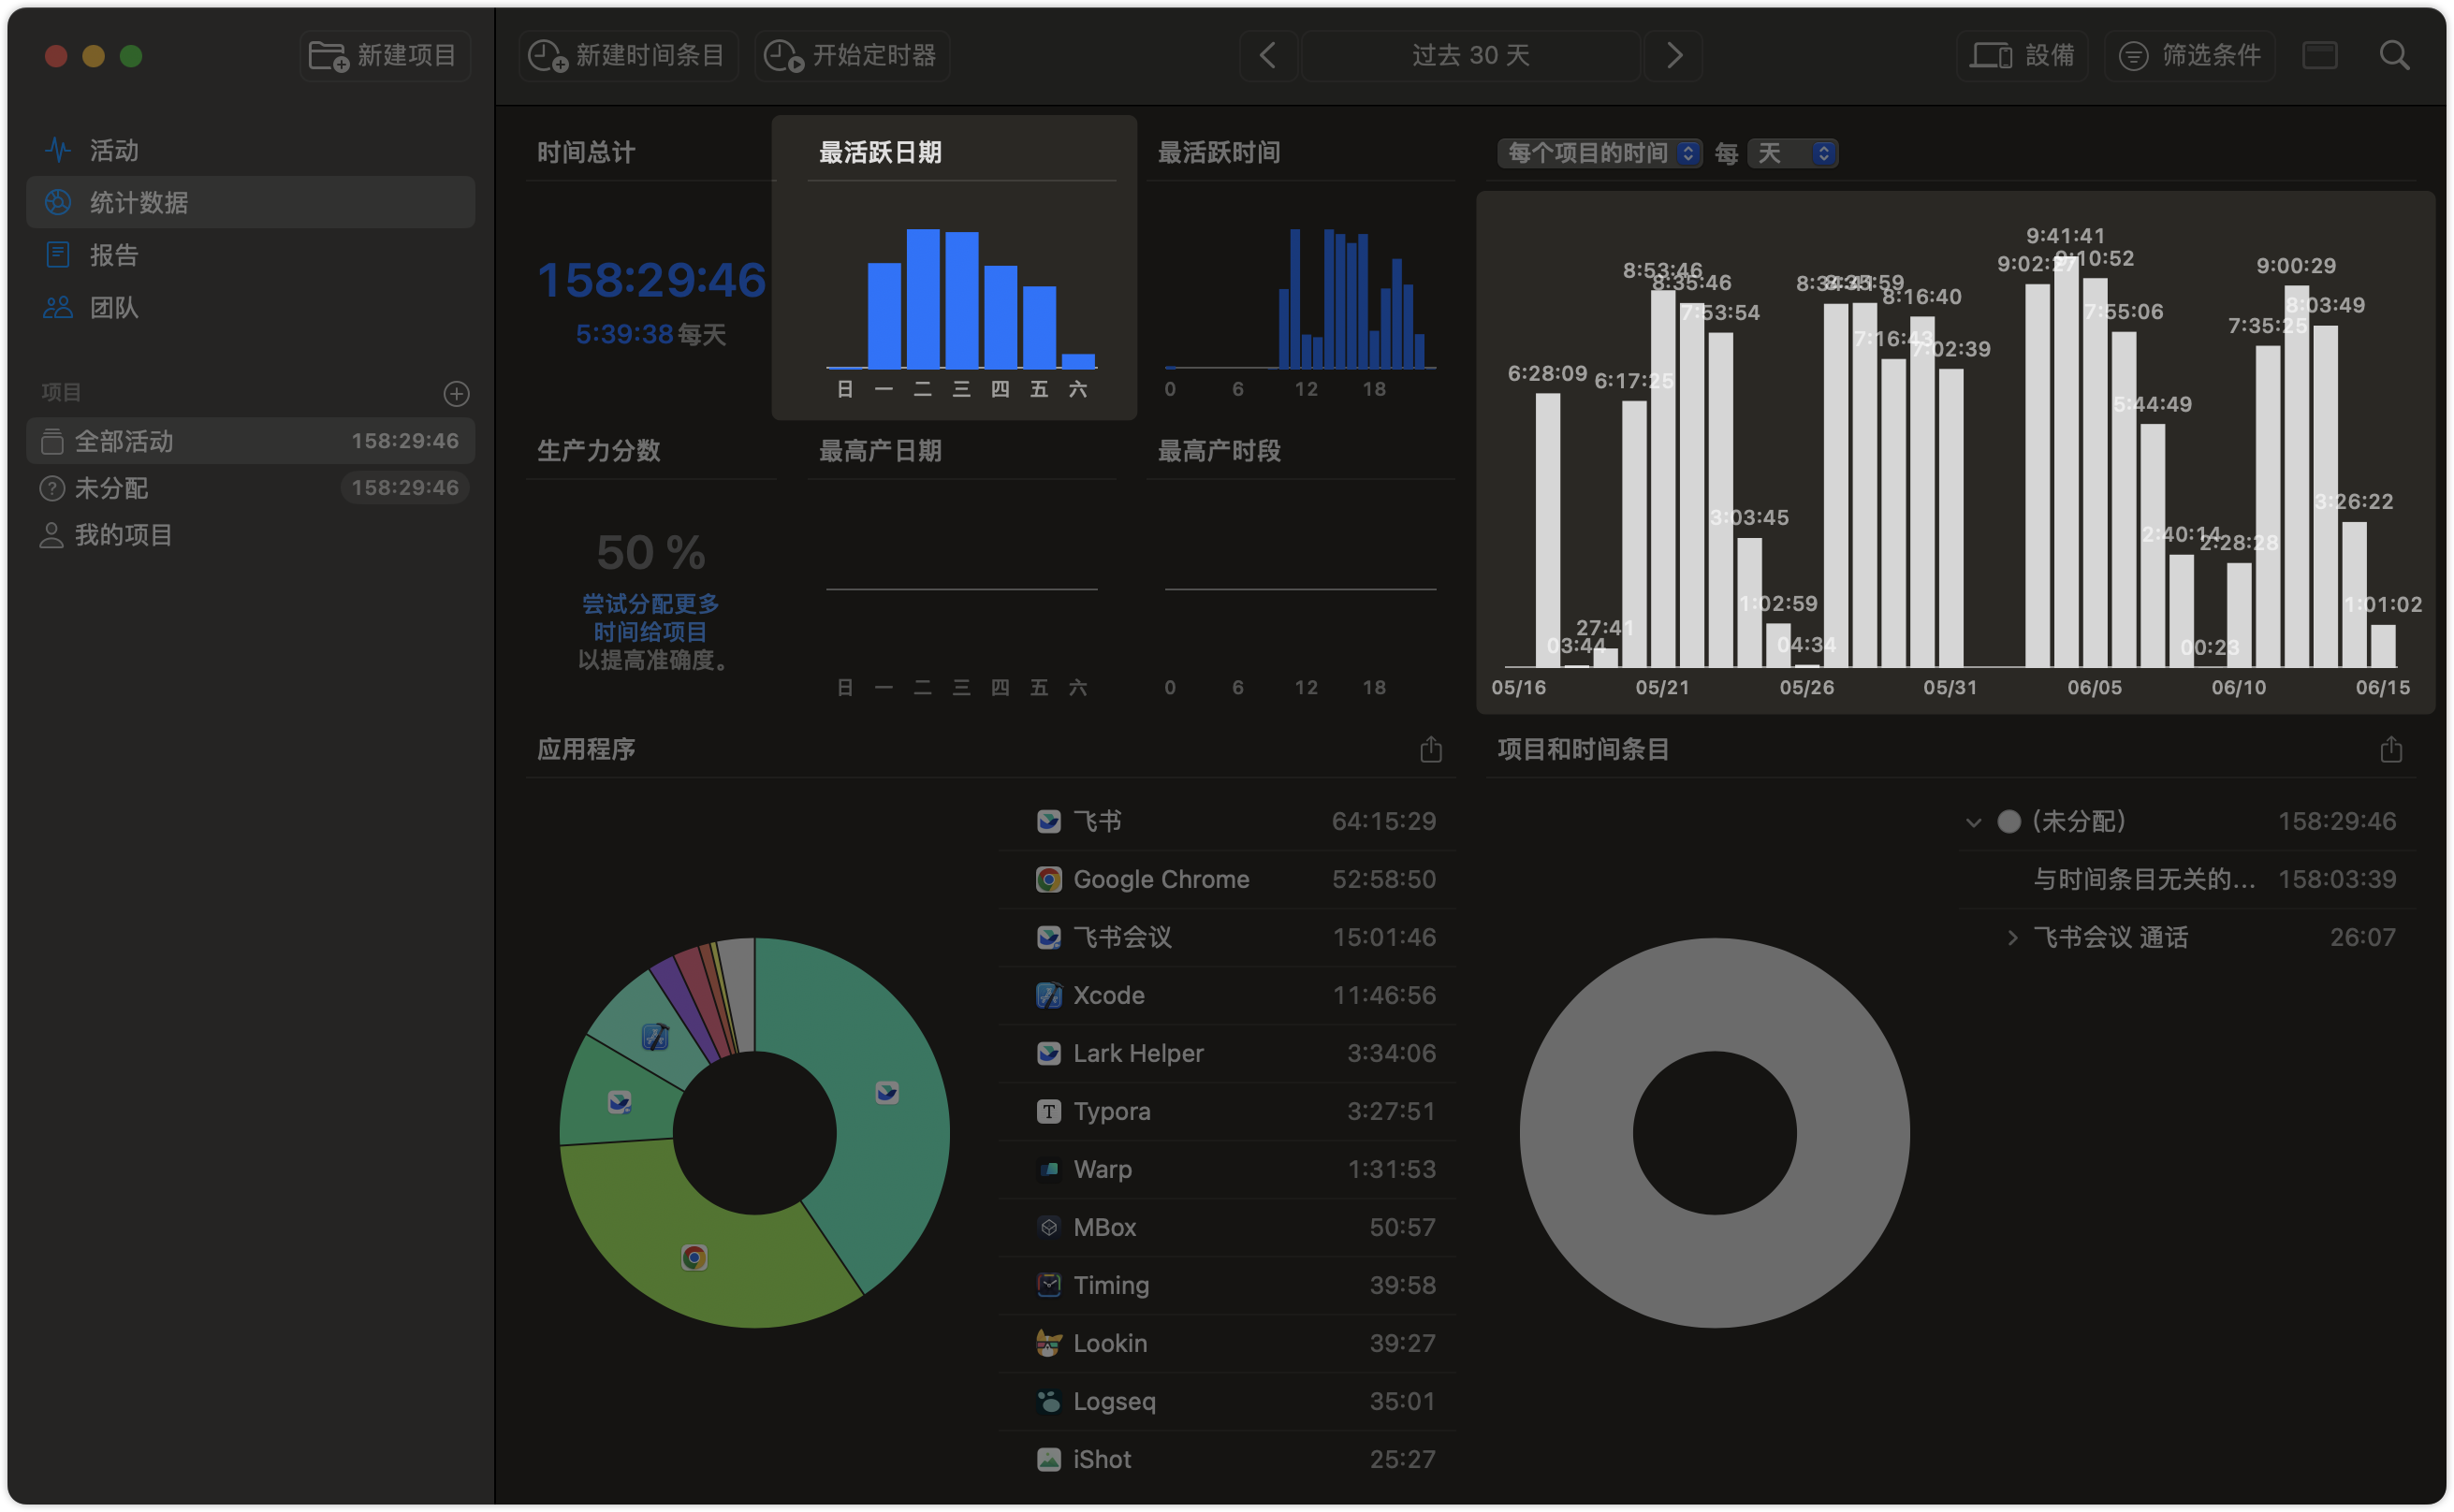 新建项目
新建时间条目
开始定时器
过去 30 天
設備
筛选条件
活动
统计数据
报告
团队
项目
全部活动 158:29:46
未分配 158:29:46
我的项目
时间总计
158:29:46
5:39:38 每天
最活跃日期
日 一 二 三 四 五 六
最活跃时间
0 6 12 18
每个项目的时间 每 天
9:41:41
9:02:27
9:10:52
8:53:46
8:35:46
8:35:59
8:16:40
9:00:29
8:03:49
7:53:54
7:55:06
7:35:25
7:16:43
7:02:39
6:28:09
6:17:25
5:44:49
3:03:45
3:26:22
2:40:14
2:28:28
1:02:59
1:01:02
27:41
03:44
04:34
00:23
05/16 05/21 05/26 05/31 06/05 06/10 06/15
生产力分数
50 %
尝试分配更多
时间给项目
以提高准确度。
最高产日期
日 一 二 三 四 五 六
最高产时段
0 6 12 18
应用程序
飞书 64:15:29
Google Chrome 52:58:50
飞书会议 15:01:46
Xcode 11:46:56
Lark Helper 3:34:06
Typora 3:27:51
Warp 1:31:53
MBox 50:57
Timing 39:58
Lookin 39:27
Logseq 35:01
iShot 25:27
项目和时间条目
(未分配) 158:29:46
与时间条目无关的... 158:03:39
飞书会议 通话 26:07